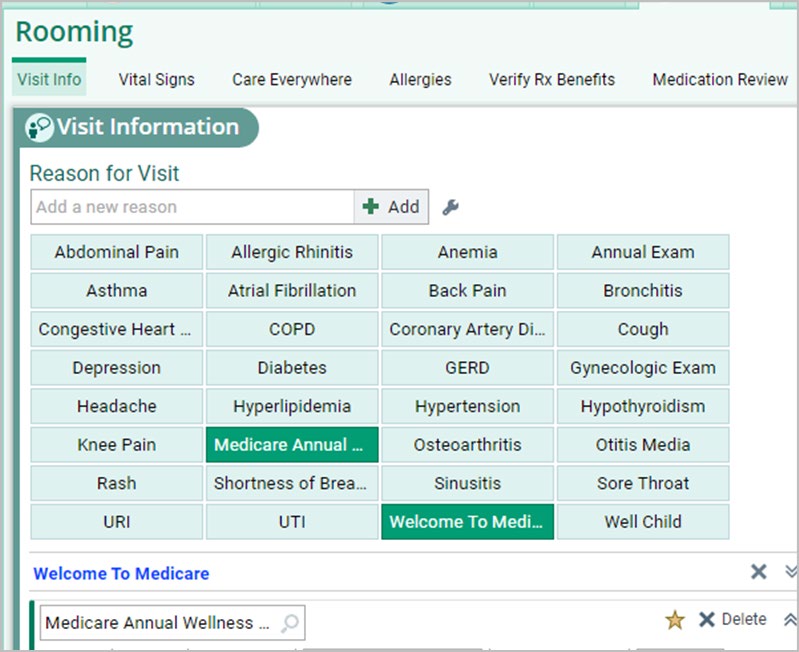 Rooming
Visit Info Vital Signs Care Everywhere Allergies Verify Rx Benefits Medication Review
Visit Information
Reason for Visit
Add a new reason Add
Abdominal Pain Allergic Rhinitis Anemia Annual Exam
Asthma Atrial Fibrillation Back Pain Bronchitis
Congestive Heart ... COPD Coronary Artery Di... Cough
Depression Diabetes GERD Gynecologic Exam
Headache Hyperlipidemia Hypertension Hypothyroidism
Knee Pain Medicare Annual ... Osteoarthritis Otitis Media
Rash Shortness of Brea... Sinusitis Sore Throat
URI UTI Welcome To Medi... Well Child
Welcome To Medicare
Medicare Annual Wellness ... Delete